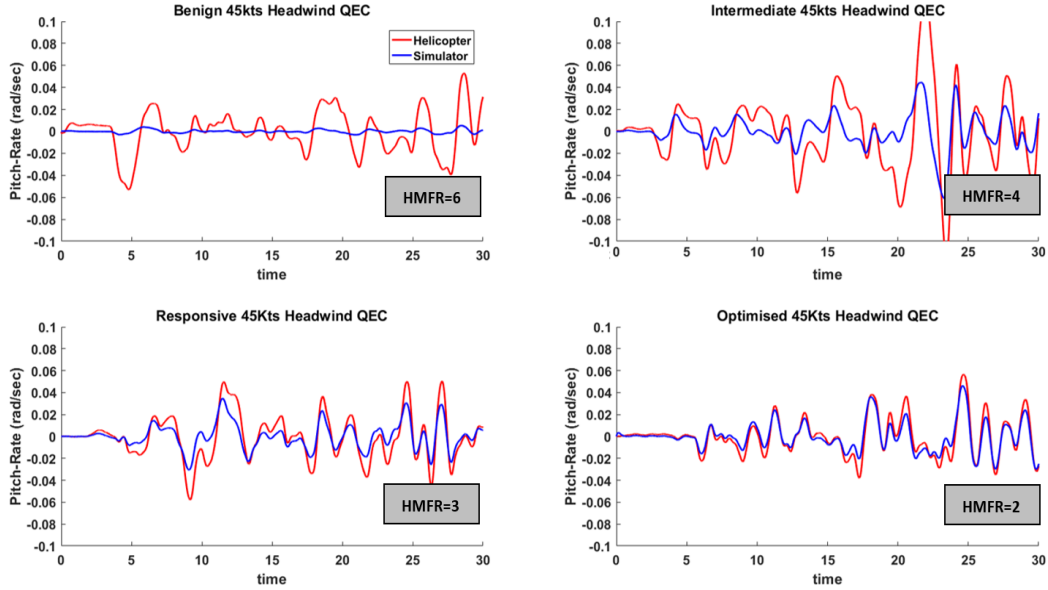 Benign 45kts Headwind QEC
Pitch-Rate (rad/sec)
0.1
0.08
0.06
0.04
0.02
0
-0.02
-0.04
-0.06
-0.08
-0.1
Helicopter
Simulator
HMFR=6
0 5 10 15 20 25 30
time
Intermediate 45kts Headwind QEC
Pitch-Rate (rad/sec)
0.1
0.08
0.06
0.04
0.02
0
-0.02
-0.04
-0.06
-0.08
-0.1
HMFR=4
0 5 10 15 20 25 30
time
Responsive 45Kts Headwind QEC
Pitch-Rate (rad/sec)
0.1
0.08
0.06
0.04
0.02
0
-0.02
-0.04
-0.06
-0.08
-0.1
HMFR=3
0 5 10 15 20 25 30
time
Optimised 45Kts Headwind QEC
Pitch-Rate (rad/sec)
0.1
0.08
0.06
0.04
0.02
0
-0.02
-0.04
-0.06
-0.08
-0.1
HMFR=2
0 5 10 15 20 25 30
time